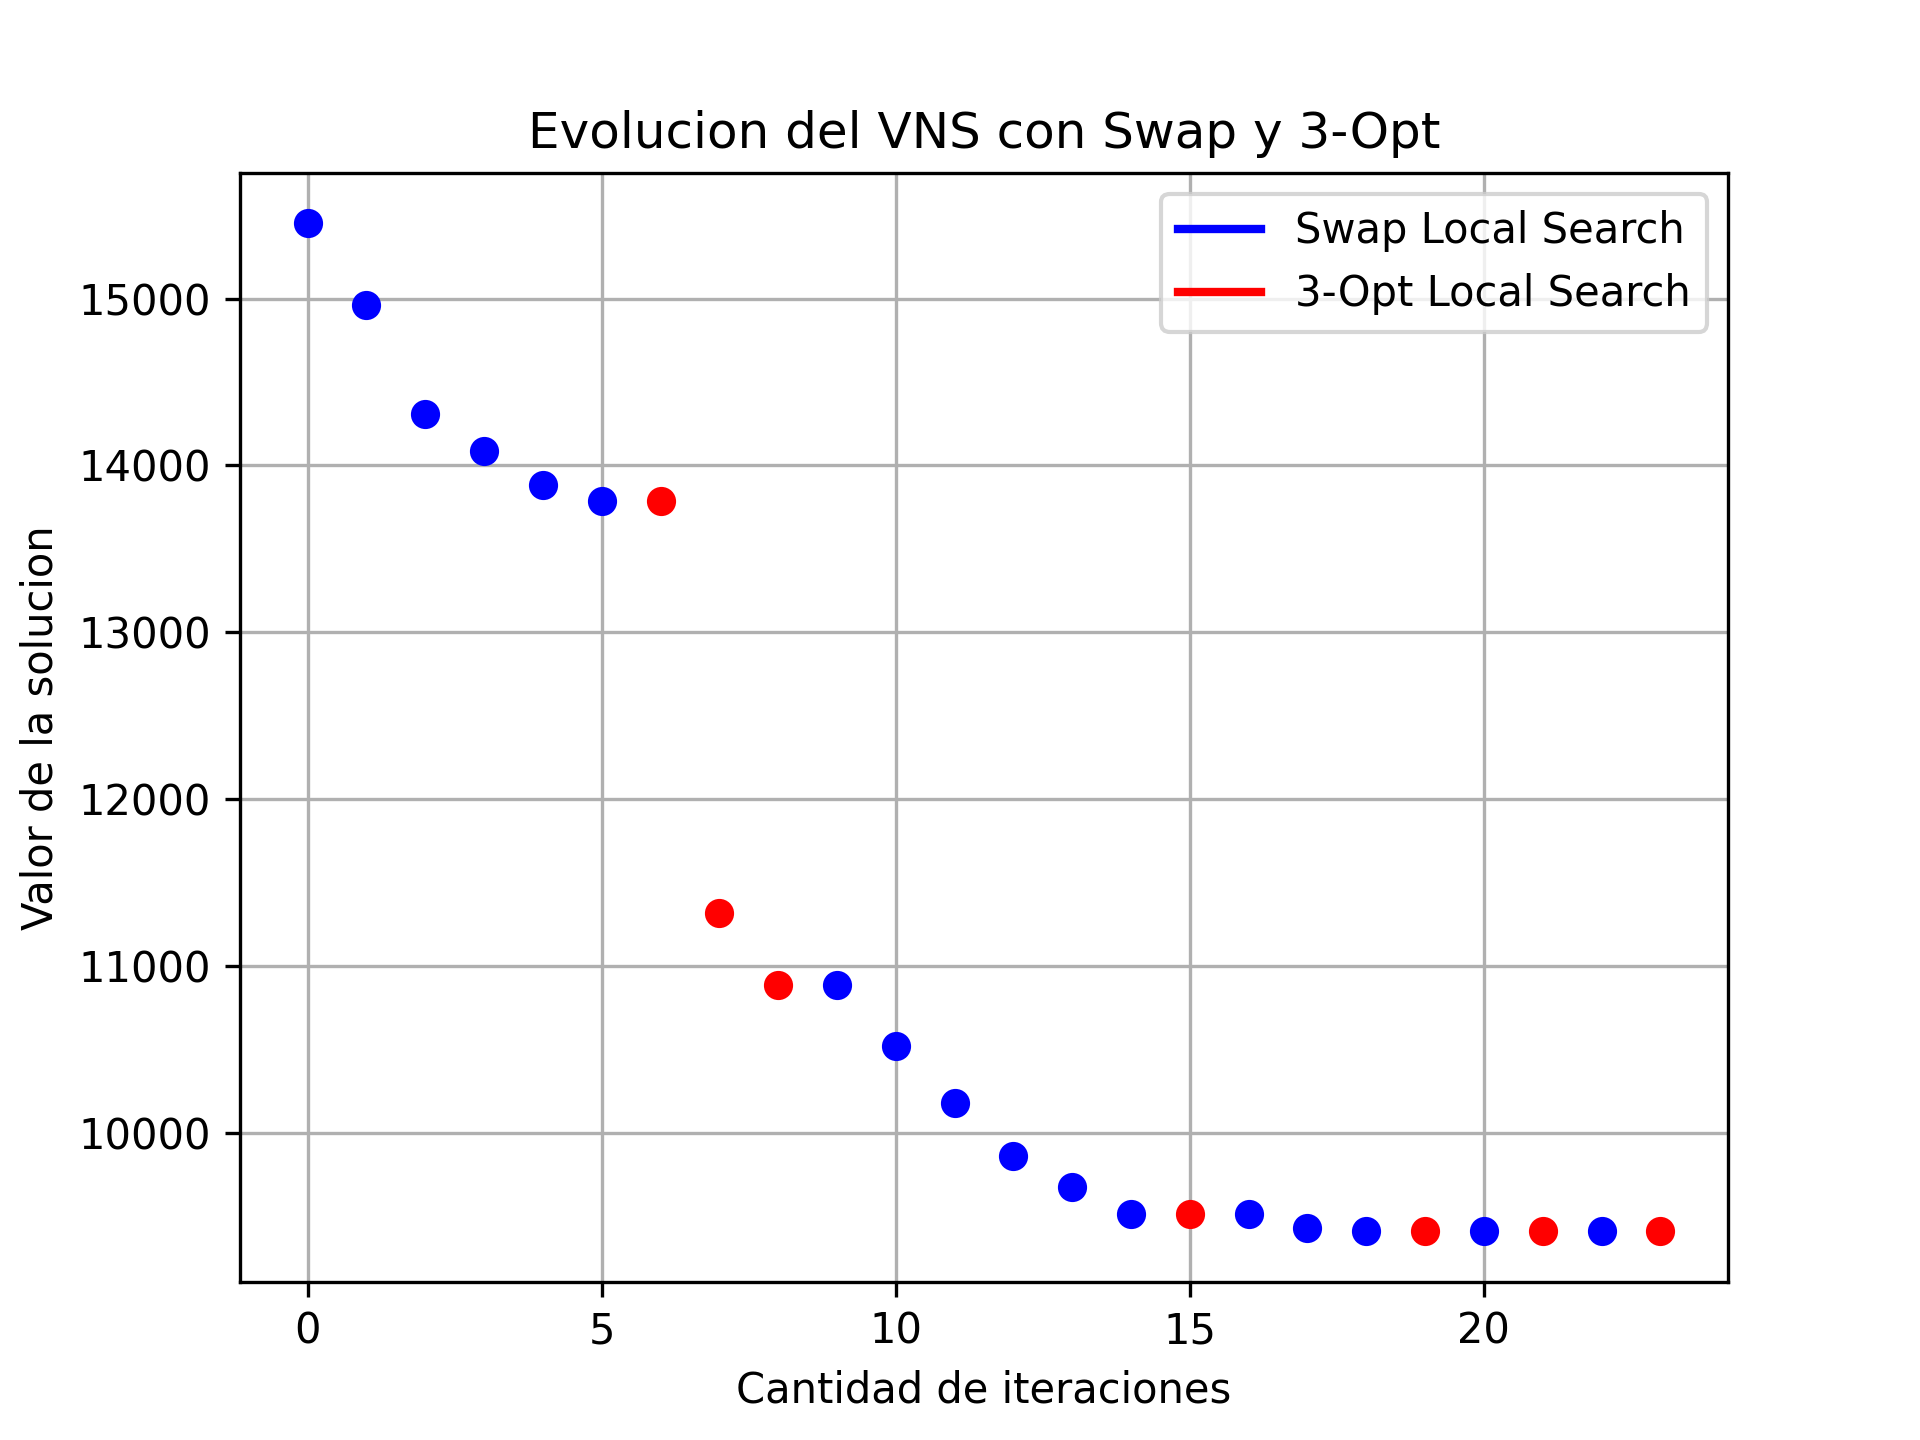 Evolucion del VNS con Swap y 3-Opt
Swap Local Search
3-Opt Local Search
Valor de la solucion
15000
14000
13000
12000
11000
10000
0 5 10 15 20
Cantidad de iteraciones